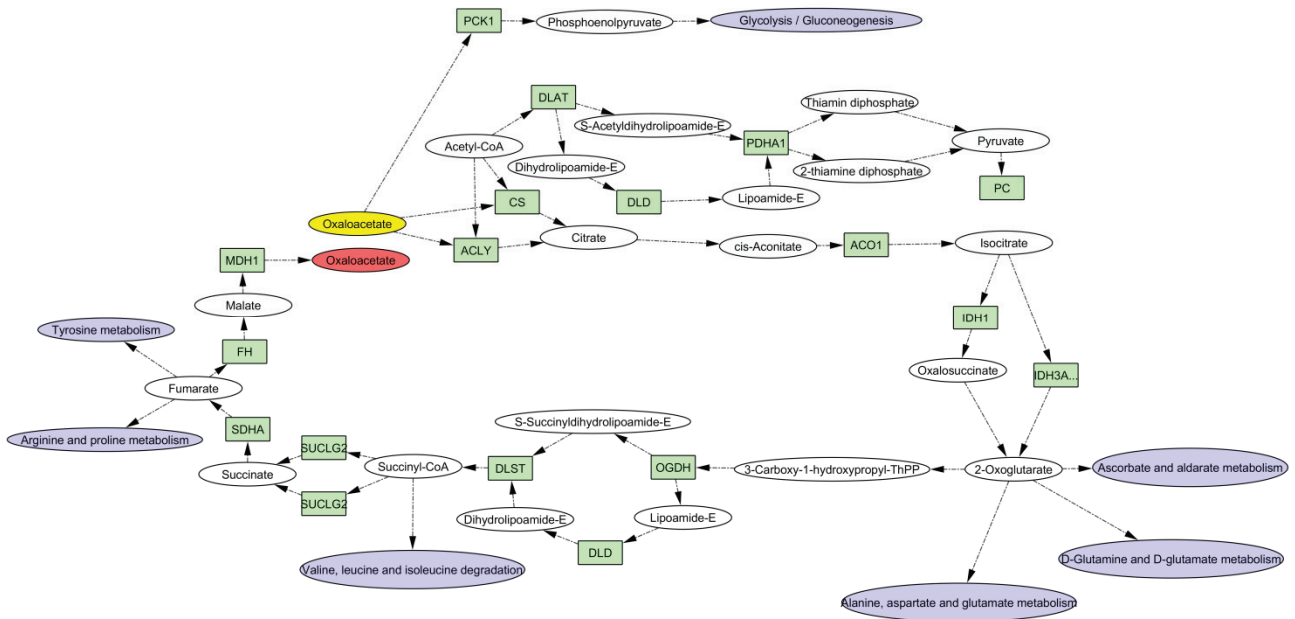 PCK1
Phosphoenolpyruvate
Glycolysis / Gluconeogenesis
DLAT
Thiamin diphosphate
S-Acetyldihydrolipoamide-E
Acetyl-CoA
PDHA1
Pyruvate
Dihydrolipoamide-E
2-thiamine diphosphate
CS
DLD
Lipoamide-E
PC
Oxaloacetate
Citrate
ACLY
cis-Aconitate
ACO1
Isocitrate
MDH1
Oxaloacetate
Malate
IDH1
Tyrosine metabolism
FH
Oxalosuccinate
IDH3A...
Fumarate
S-Succinyldihydrolipoamide-E
Arginine and proline metabolism
SDHA
SUCLG2
Succinyl-CoA
DLST
OGDH
3-Carboxy-1-hydroxypropyl-ThPP
2-Oxoglutarate
Ascorbate and aldarate metabolism
Succinate
SUCLG2
Dihydrolipoamide-E
Lipoamide-E
DLD
D-Glutamine and D-glutamate metabolism
Valine, leucine and isoleucine degradation
Alanine, aspartate and glutamate metabolism